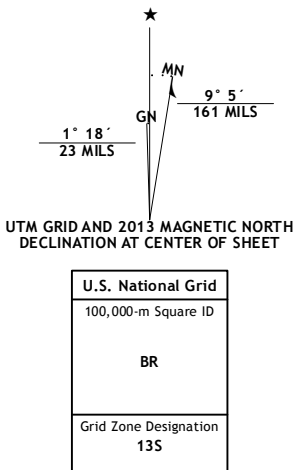 MN
GN
9° 5´
161 MILS
1° 18´
23 MILS
UTM GRID AND 2013 MAGNETIC NORTH
DECLINATION AT CENTER OF SHEET
U.S. National Grid
100,000-m Square ID
BR
Grid Zone Designation
13S